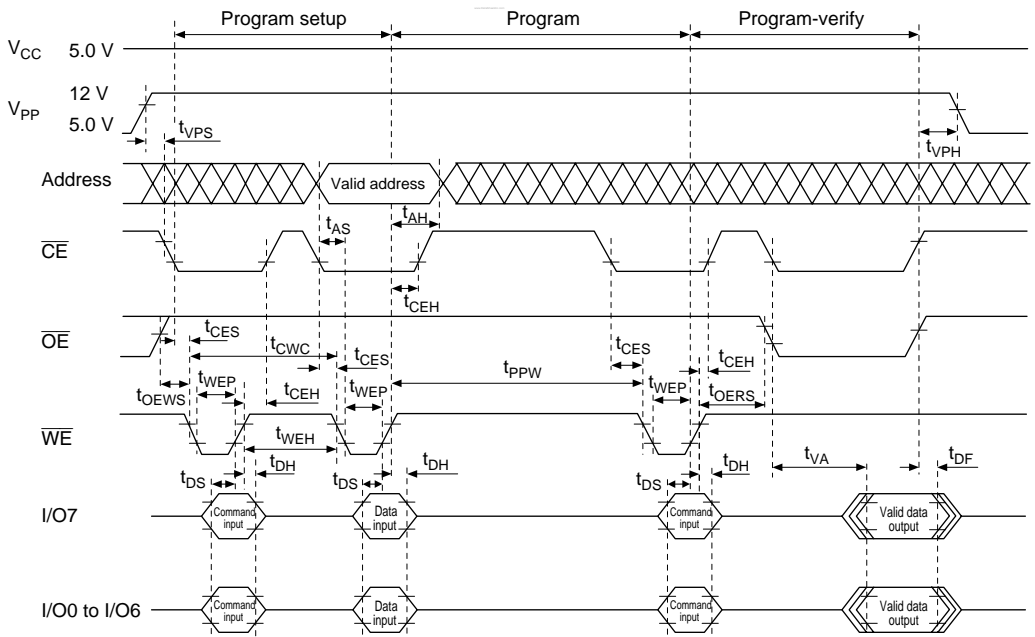 Program setup Program Program-verify
VCC 5.0 V
VPP 12 V
5.0 V
tVPS tVPH
Address Valid address
tAH
tAS
CE
tCEH
OE
tCES tCWC tCES tCES tCEH
tPPW
tWEP tWEP tWEP
tOEWS tCEH tOERS
WE
tWEH
tDH tDH tDH tVA tDF
tDS tDS tDS
I/O7 Command input Data input Command input Valid data output
I/O0 to I/O6 Command input Data input Command input Valid data output